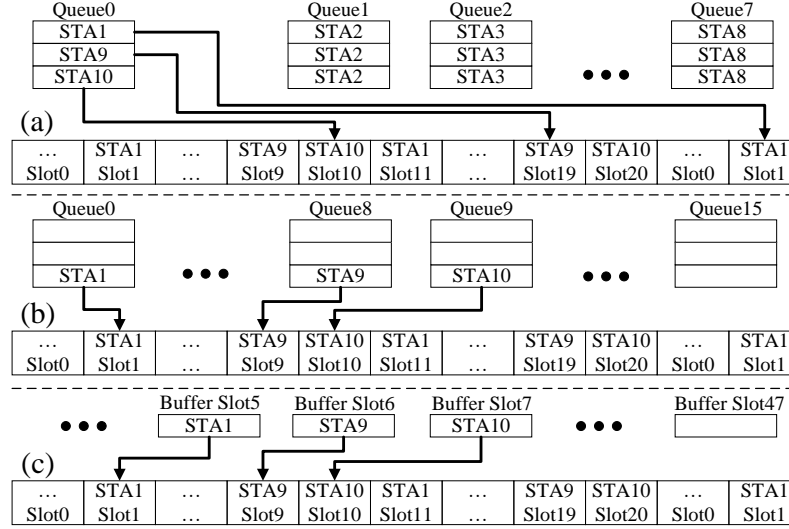 Queue0 Queue1 Queue2 Queue7
STA1 STA2 STA3 STA8
STA9 STA2 STA3 STA8
STA10 STA2 STA3 STA8
(a)
... STA1 ... STA9 STA10 STA1 ... STA9 STA10 ... STA1
Slot0 Slot1 ... Slot9 Slot10 Slot11 ... Slot19 Slot20 Slot0 Slot1
Queue0 Queue8 Queue9 Queue15
STA1 STA9 STA10
(b)
... STA1 ... STA9 STA10 STA1 ... STA9 STA10 ... STA1
Slot0 Slot1 ... Slot9 Slot10 Slot11 ... Slot19 Slot20 Slot0 Slot1
Buffer Slot5 Buffer Slot6 Buffer Slot7 Buffer Slot47
STA1 STA9 STA10
(c)
... STA1 ... STA9 STA10 STA1 ... STA9 STA10 ... STA1
Slot0 Slot1 ... Slot9 Slot10 Slot11 ... Slot19 Slot20 Slot0 Slot1